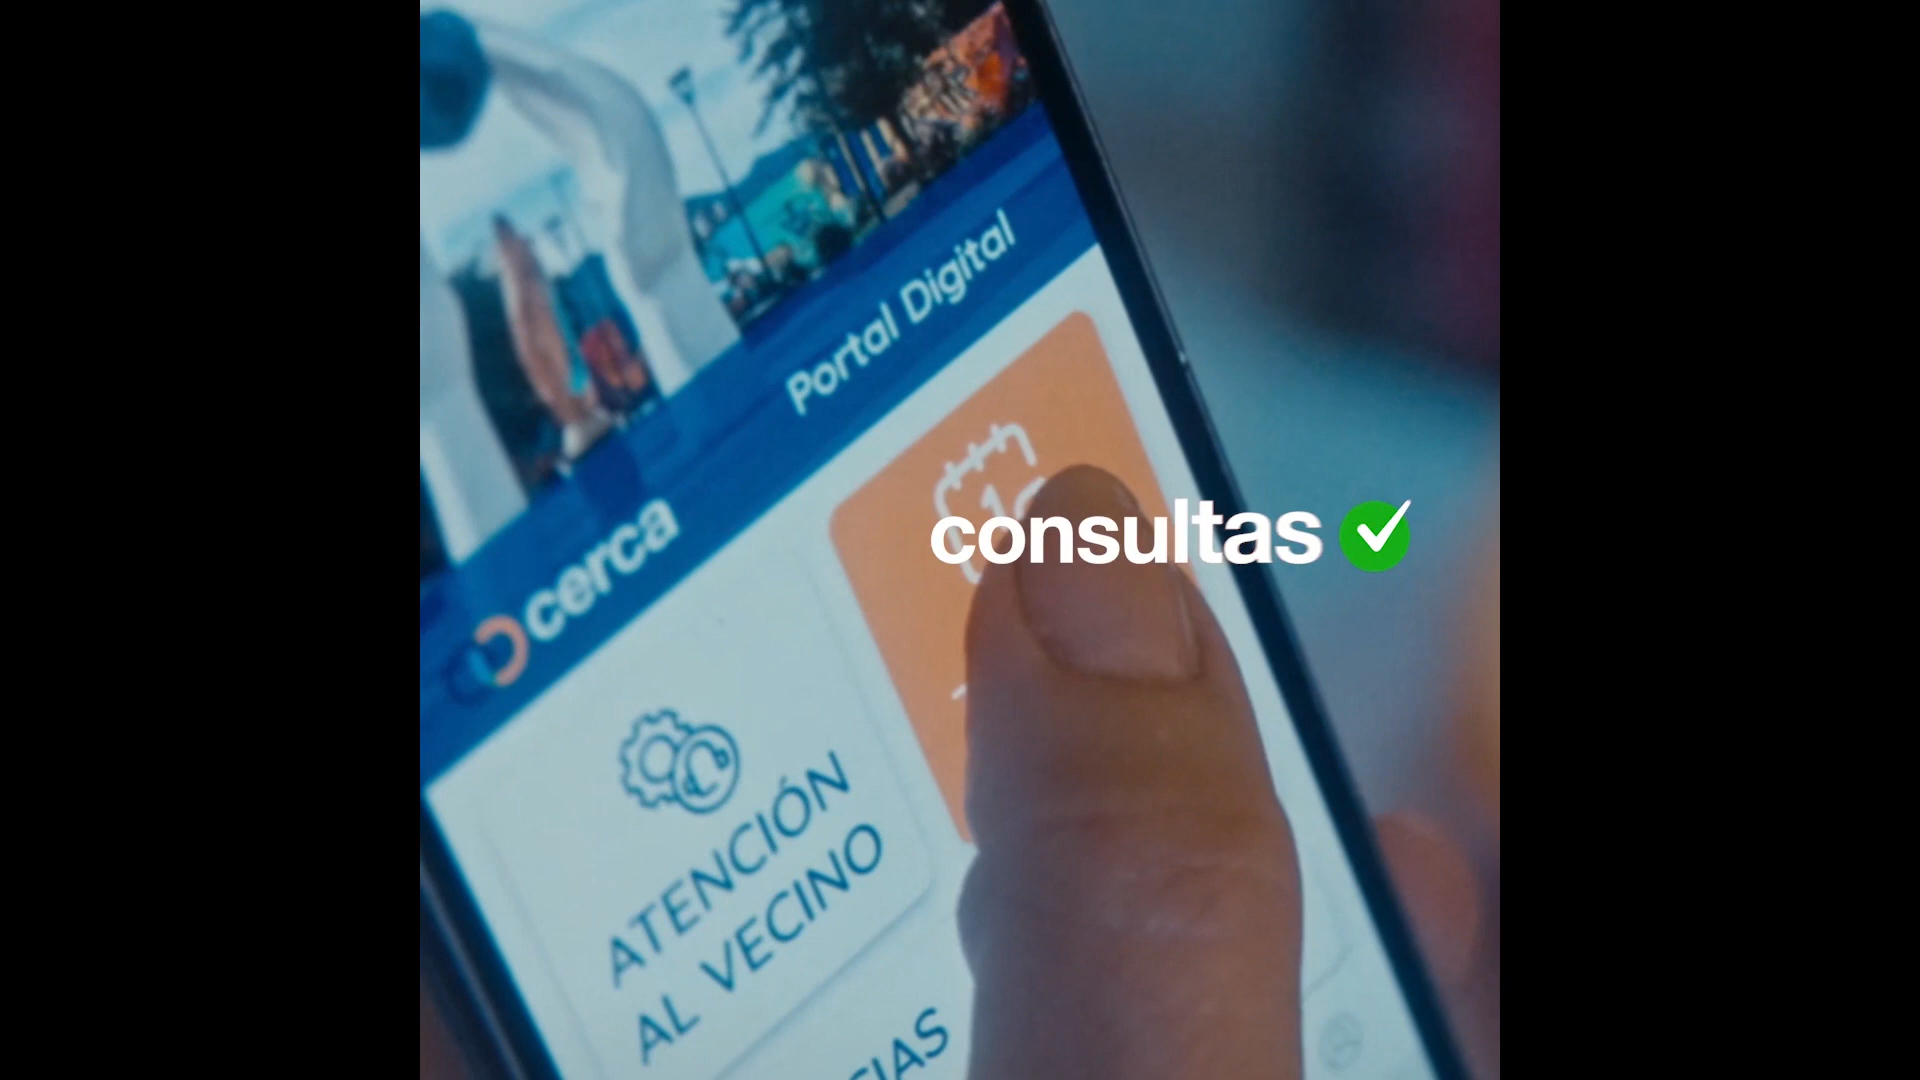 Portal Digital
cerca
consultas
ATENCIÓN
AL VECINO